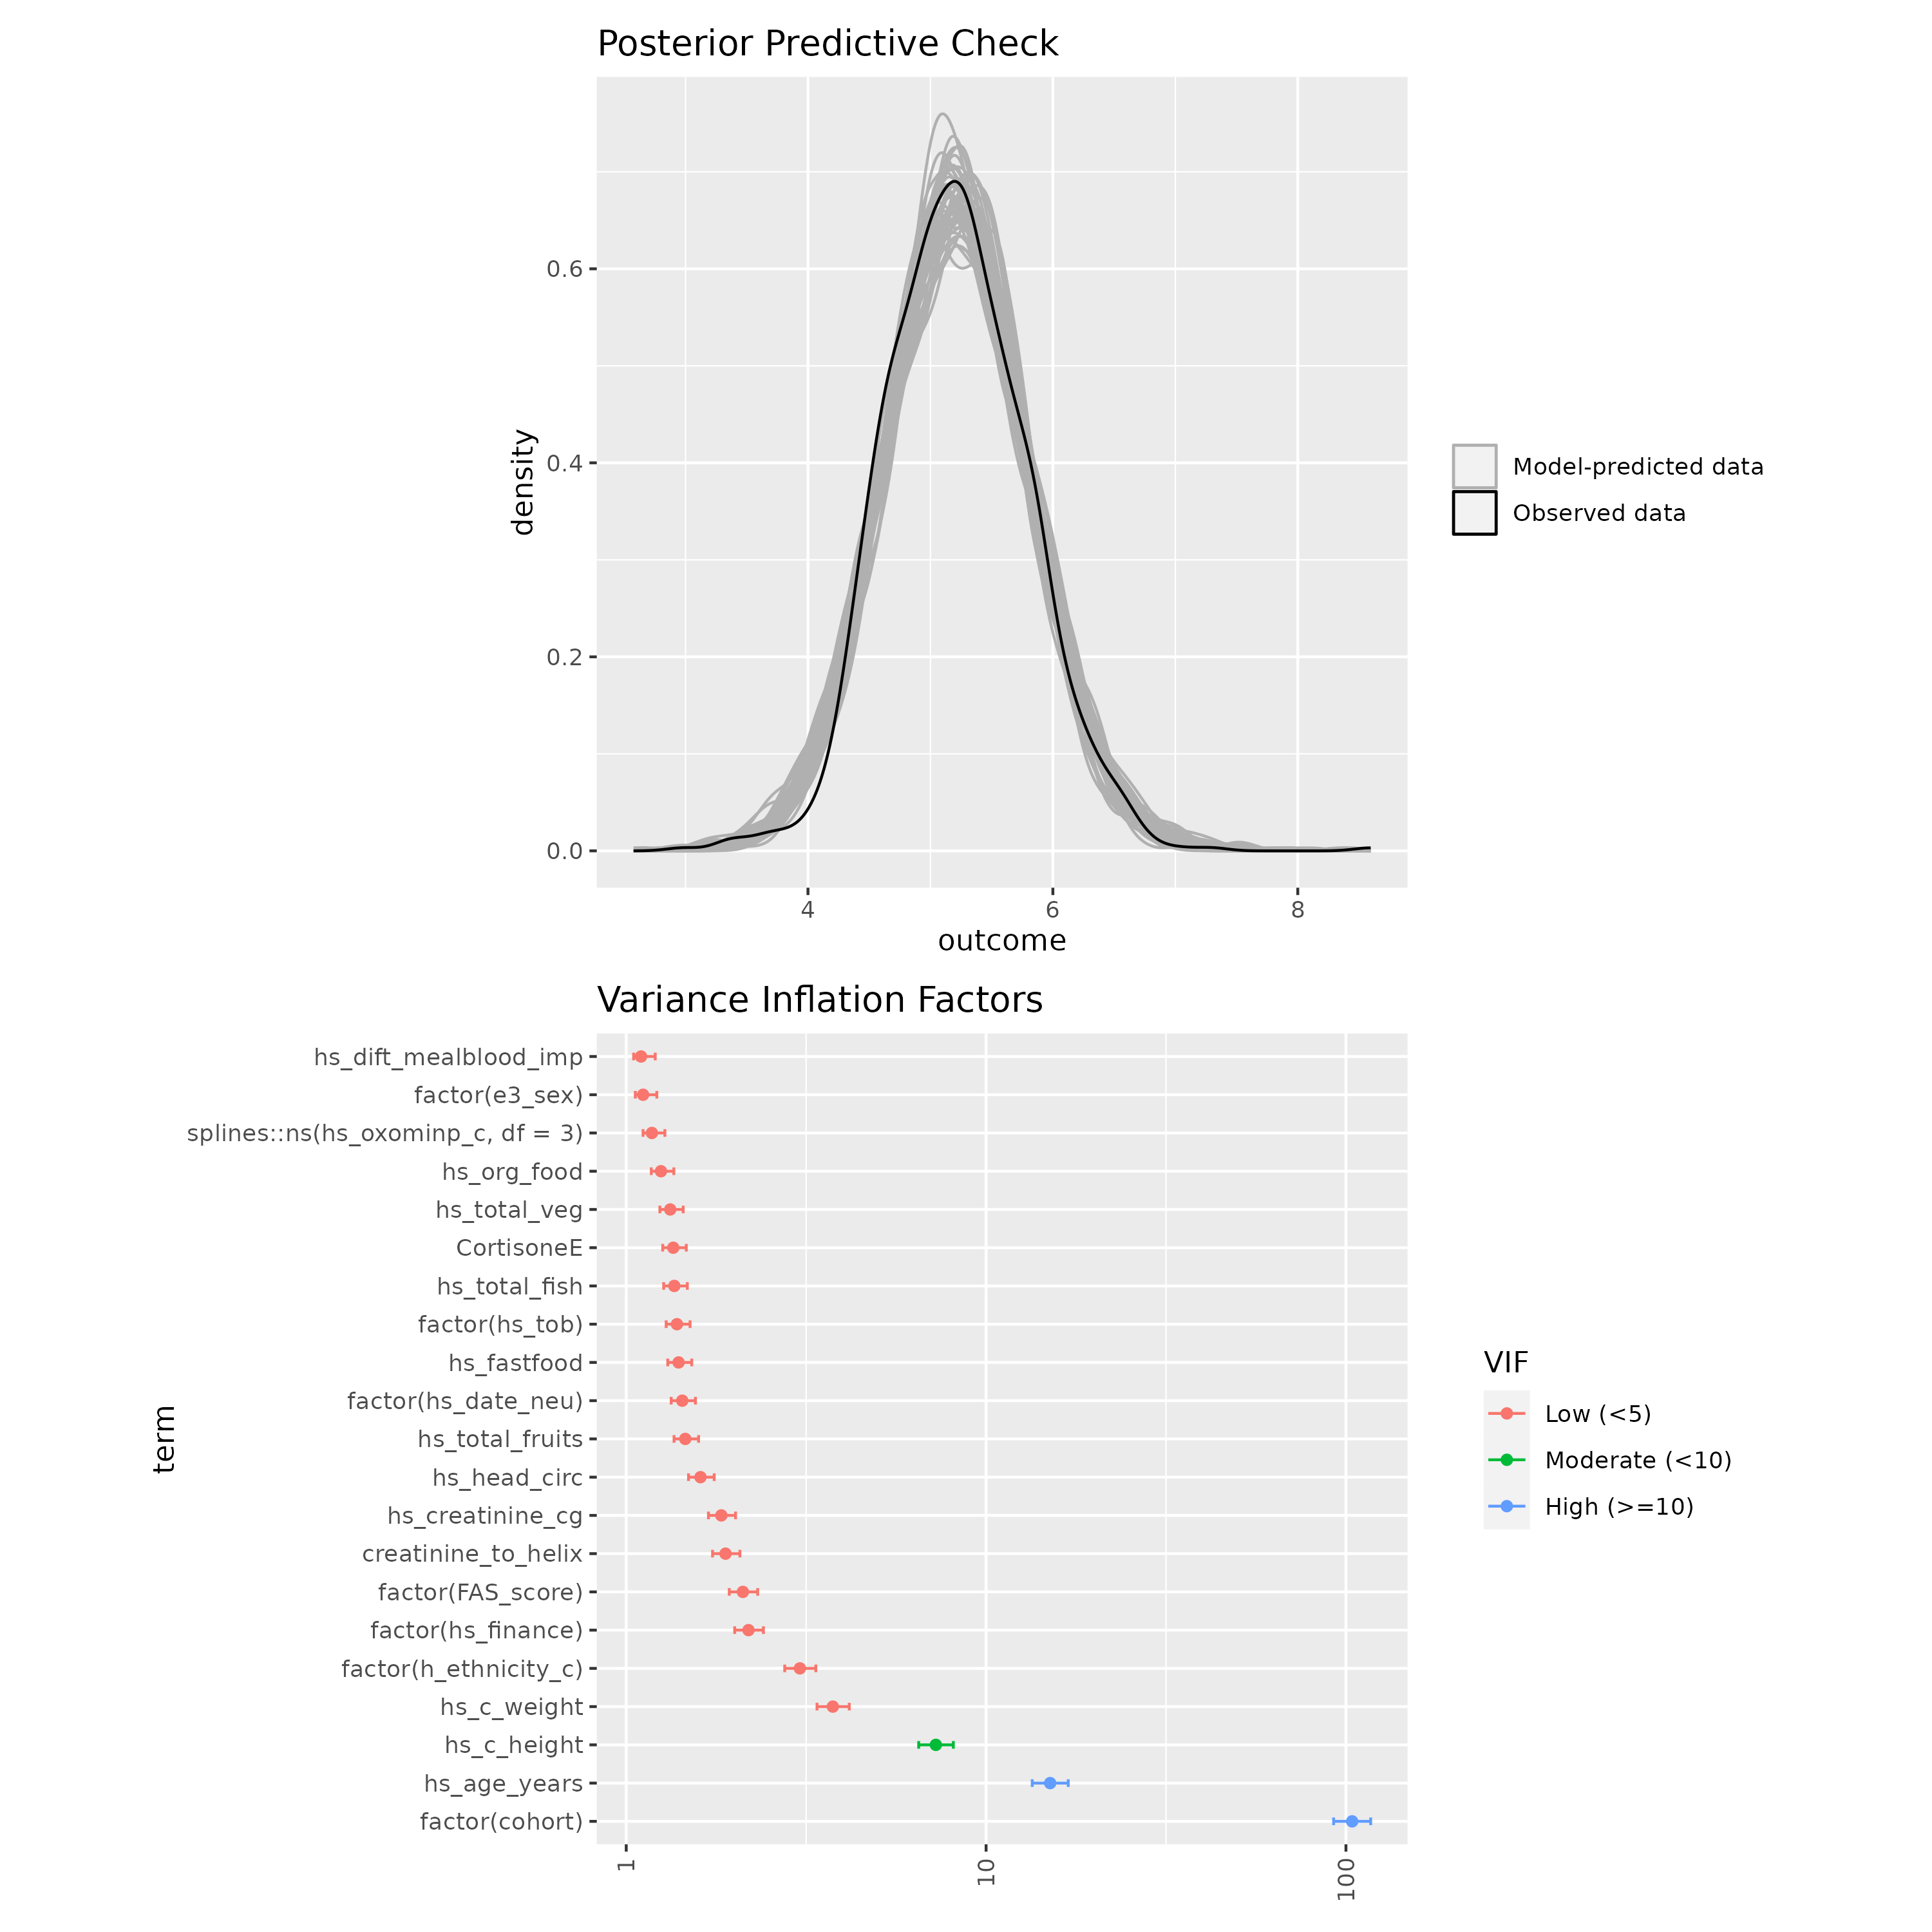 Posterior Predictive Check
density
0.6
0.4
0.2
0.0
4
6
8
outcome
Model-predicted data
Observed data
Variance Inflation Factors
term
hs_dift_mealblood_imp
factor(e3_sex)
splines::ns(hs_oxominp_c, df = 3)
hs_org_food
hs_total_veg
CortisoneE
hs_total_fish
factor(hs_tob)
hs_fastfood
factor(hs_date_neu)
hs_total_fruits
hs_head_circ
hs_creatinine_cg
creatinine_to_helix
factor(FAS_score)
factor(hs_finance)
factor(h_ethnicity_c)
hs_c_weight
hs_c_height
hs_age_years
factor(cohort)
1
10
100
VIF
Low (<5)
Moderate (<10)
High (>=10)